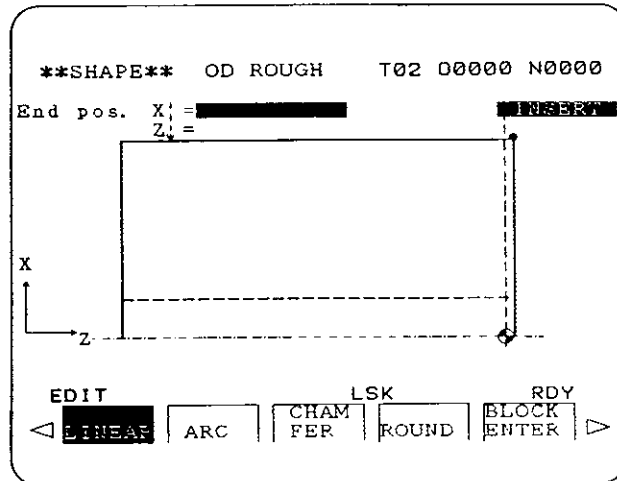 **SHAPE** OD ROUGH T02 O0000 N0000
End pos. X =
Z =
INSERT
X
Z
EDIT LSK RDY
LINEAR
ARC
CHAM
FER
ROUND
BLOCK
ENTER